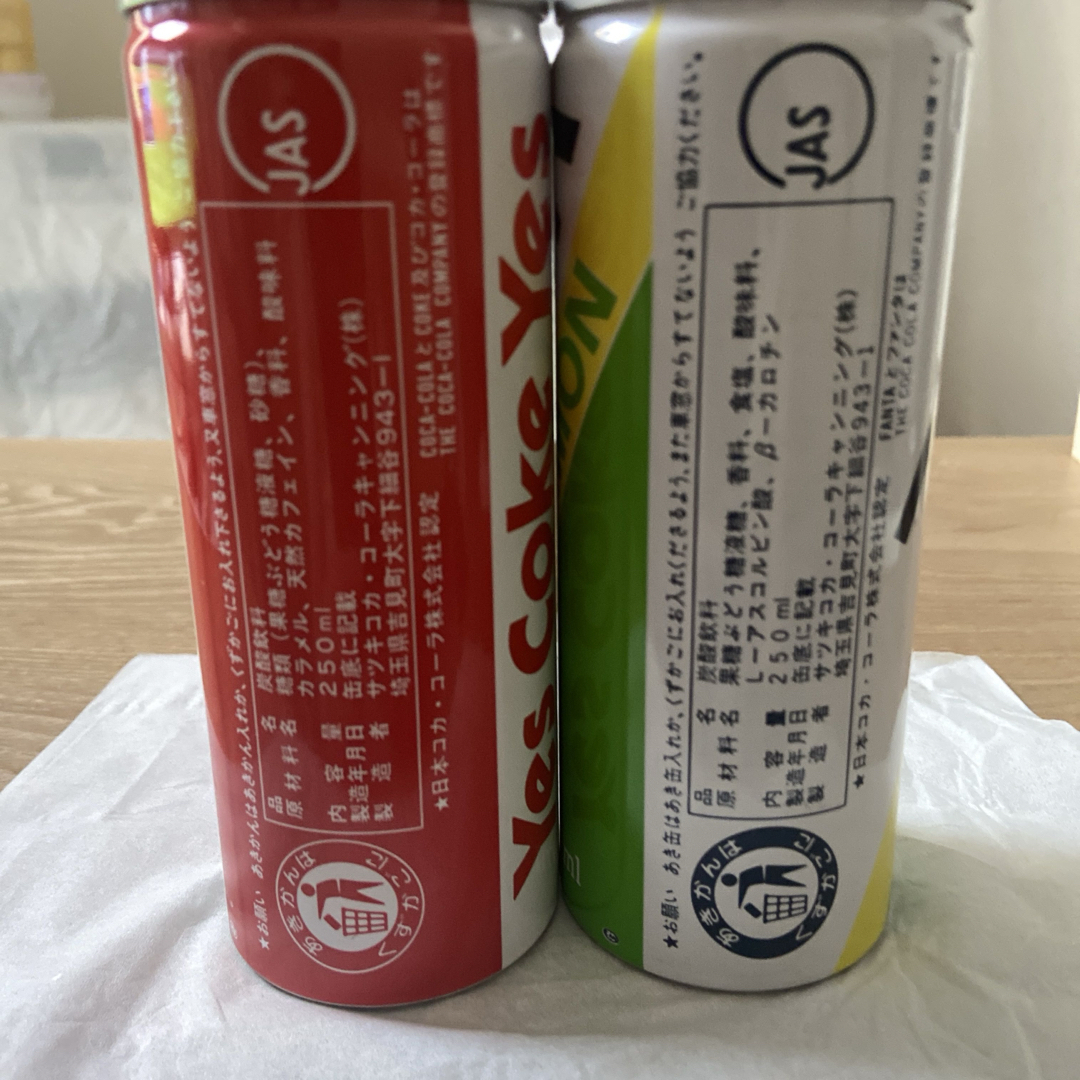 JAS
★お願い あきかんはあきかん入れか、くずかごにお入れ下さるよう、又車窓からすてないよう
品名 炭酸飲料
原材料名 糖類(果糖ぶどう糖液糖、砂糖)、
カラメル、天然カフェイン、香料、酸味料
内容量 250ml
製造年月日 缶底に記載
製造者 サツキコカ・コーラキャンニング(株)
埼玉県吉見町大字下細谷943−1
★日本コカ・コーラ株式会社認定
COCA-COLAとCOKE及びコカ・コーラは
THE COCA-COLA COMPANYの登録商標です
あきかんは
くずかごに
Yes Coke Yes
JAS
★お願い あき缶はあき缶入れか、くずかごにお入れくださるよう、また車窓からすてないよう ご協力ください。
品名 炭酸飲料
原材料名 果糖ぶどう糖液糖、香料、食塩、酸味料、
L−アスコルビン酸、β−カロチン
内容量 250ml
製造年月日 缶底に記載
製造者 サツキコカ・コーラキャンニング(株)
埼玉県吉見町大字下細谷943−1
★日本コカ・コーラ株式会社認定
FANTAとファンタは
THE COCA COLA COMPANYの登録商標です
あきかんは
くずかごに
ml